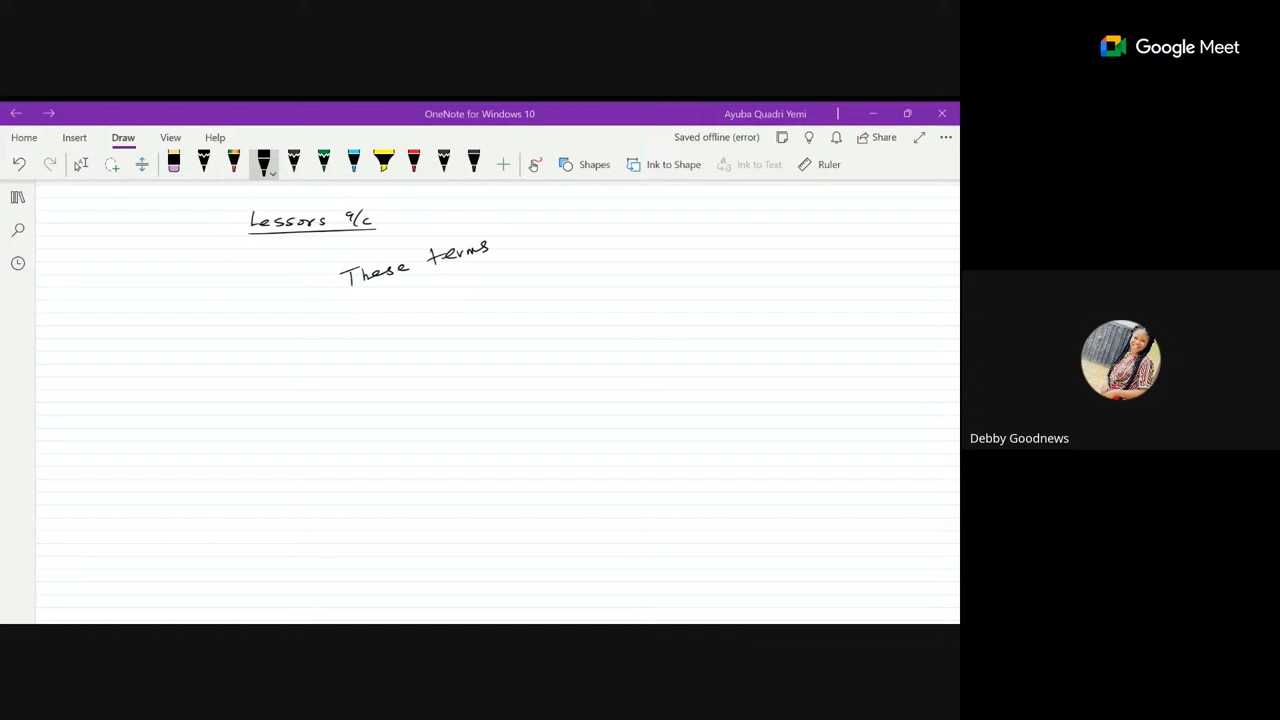 Google Meet
OneNote for Windows 10
Ayuba Quadri Yemi
Home Insert Draw View Help
Saved offline (error) Share
Shapes Ink to Shape Ink to Text Ruler
Lessors a/c
These terms
Debby Goodnews